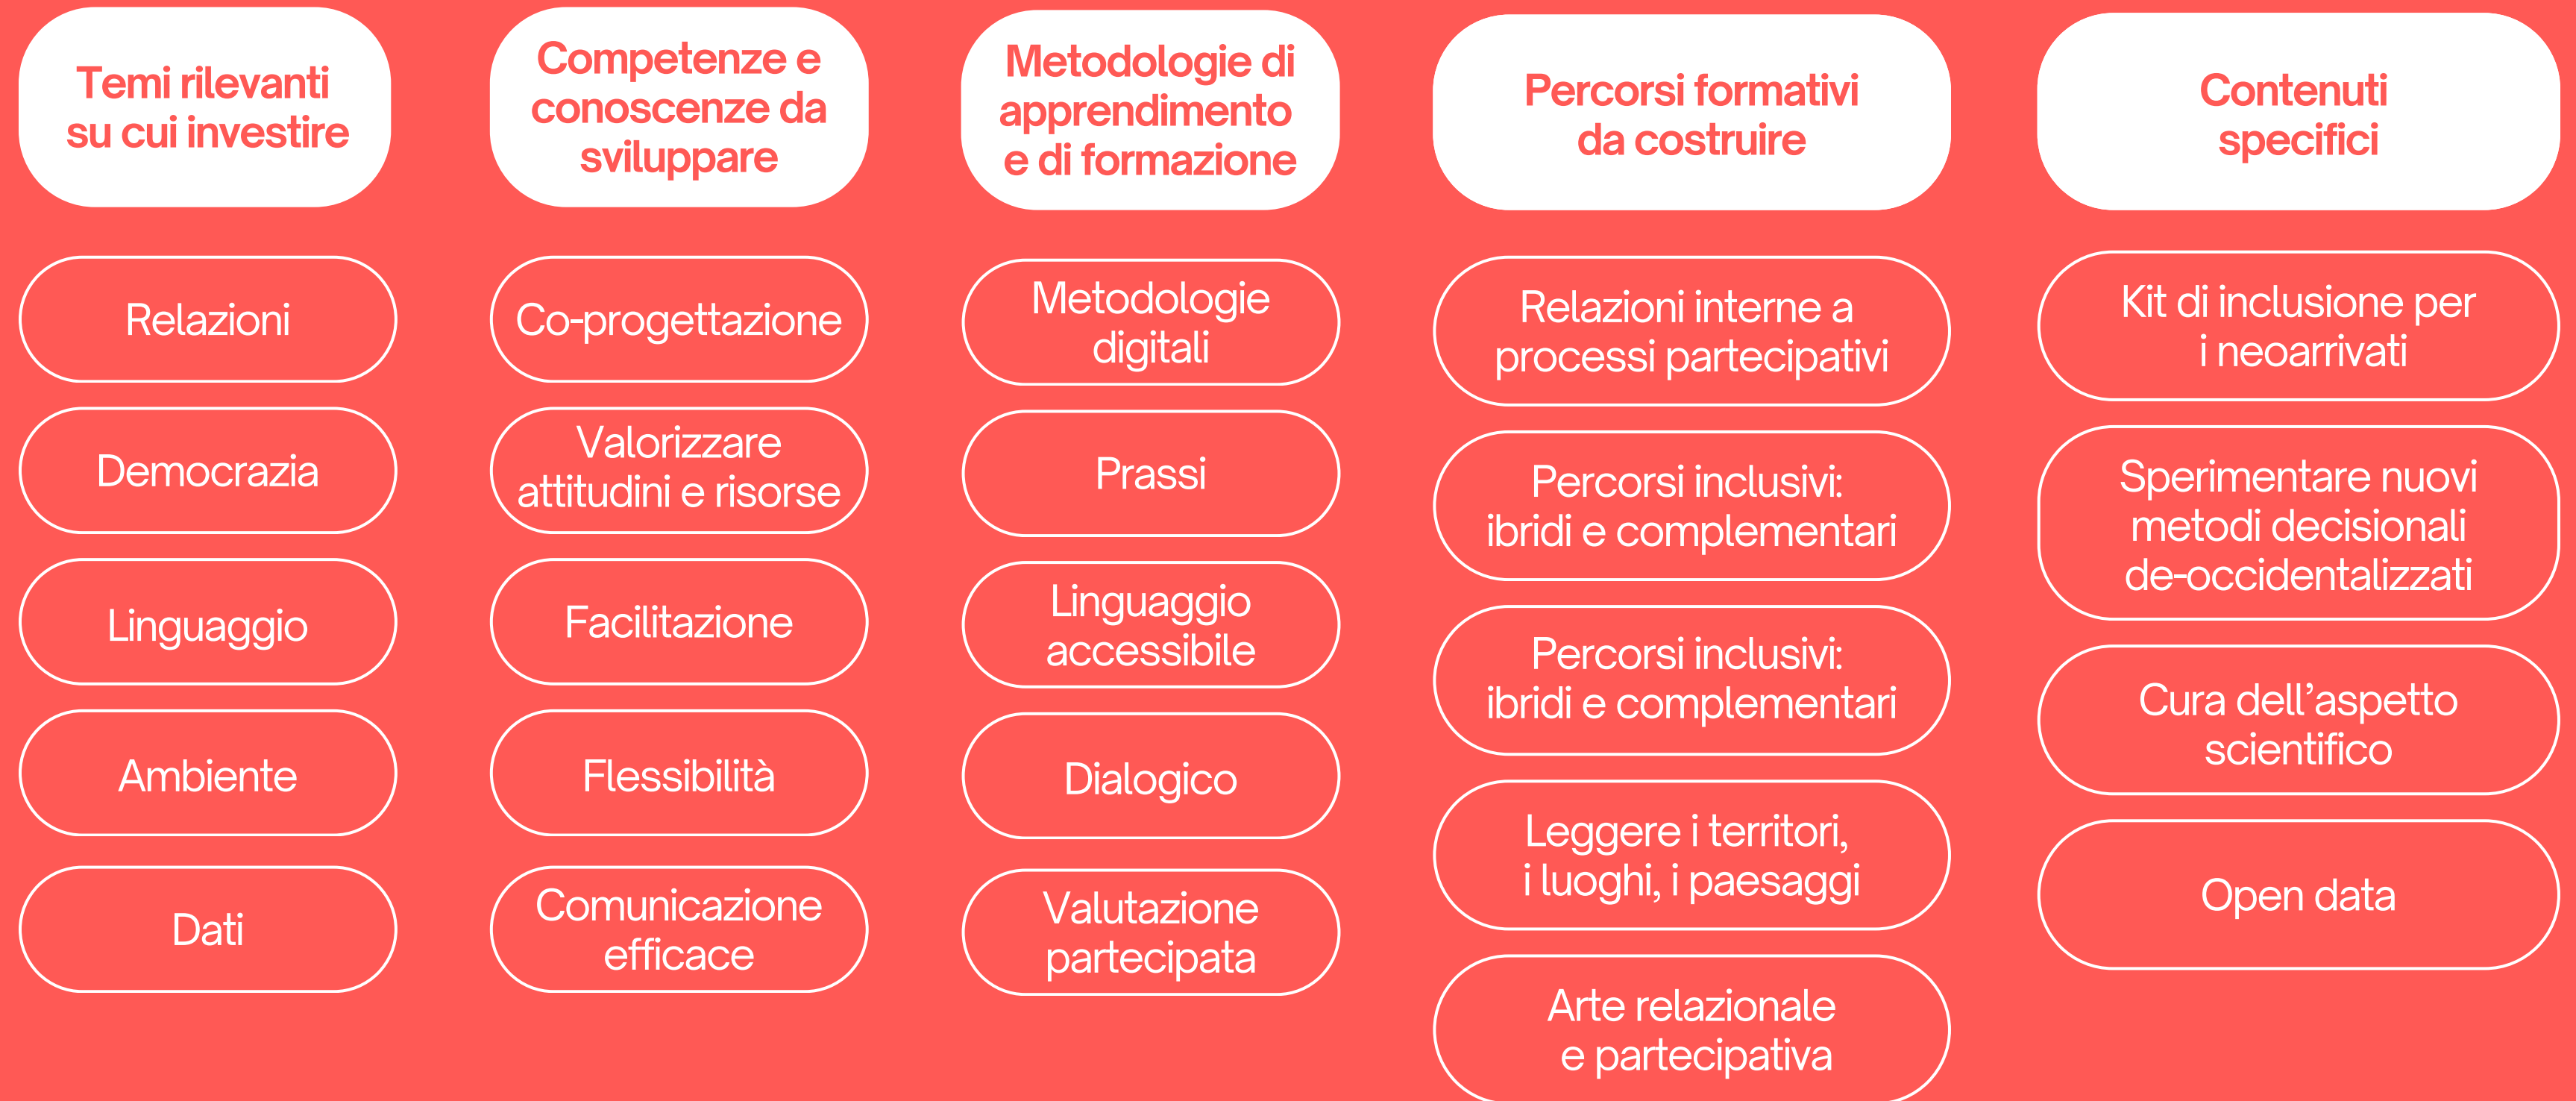 Temi rilevanti
su cui investire
Relazioni
Democrazia
Linguaggio
Ambiente
Dati
Competenze e
conoscenze da
sviluppare
Co-progettazione
Valorizzare
attitudini e risorse
Facilitazione
Flessibilità
Comunicazione
efficace
Metodologie di
apprendimento
e di formazione
Metodologie
digitali
Prassi
Linguaggio
accessibile
Dialogico
Valutazione
partecipata
Percorsi formativi
da costruire
Relazioni interne a
processi partecipativi
Percorsi inclusivi:
ibridi e complementari
Percorsi inclusivi:
ibridi e complementari
Leggere i territori,
i luoghi, i paesaggi
Arte relazionale
e partecipativa
Contenuti
specifici
Kit di inclusione per
i neoarrivati
Sperimentare nuovi
metodi decisionali
de-occidentalizzati
Cura dell’aspetto
scientifico
Open data